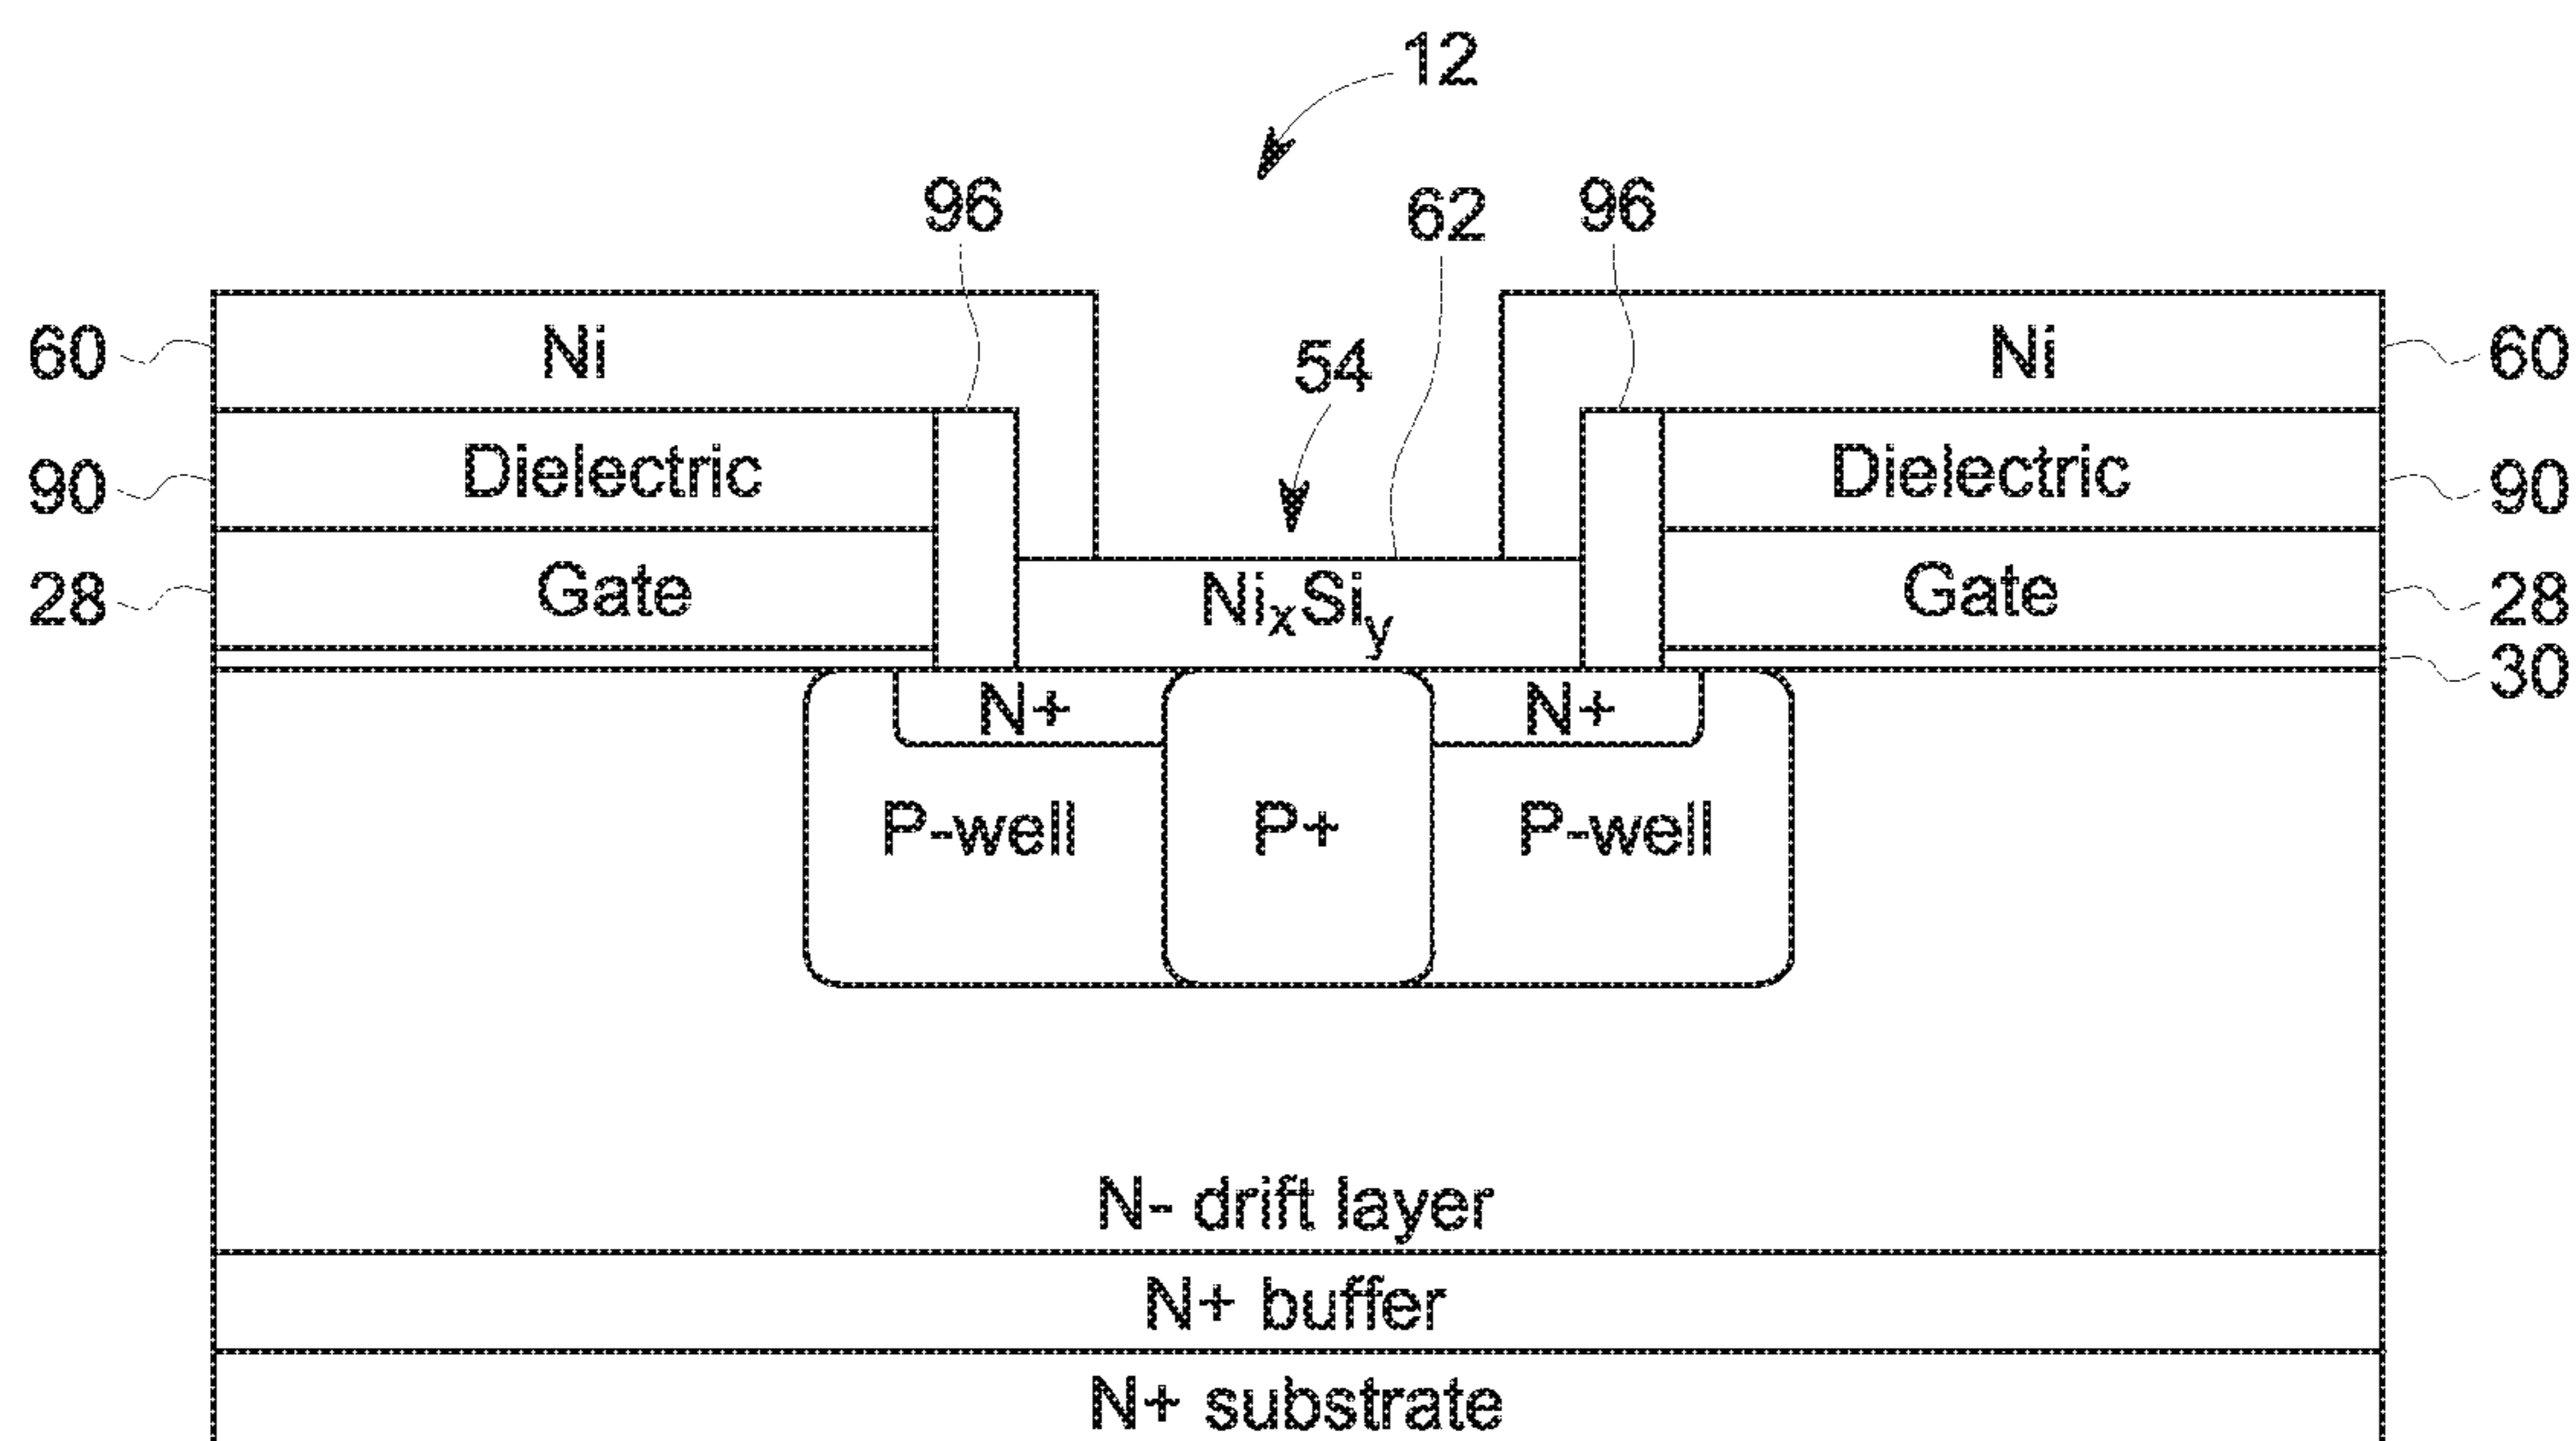 12
96 62 96
60 Ni 54 Ni 60
90 Dielectric Dielectric 90
28 Gate NixSiy Gate 28
30
N+ N+
P-well P+ P-well
N- drift layer
N+ buffer
N+ substrate